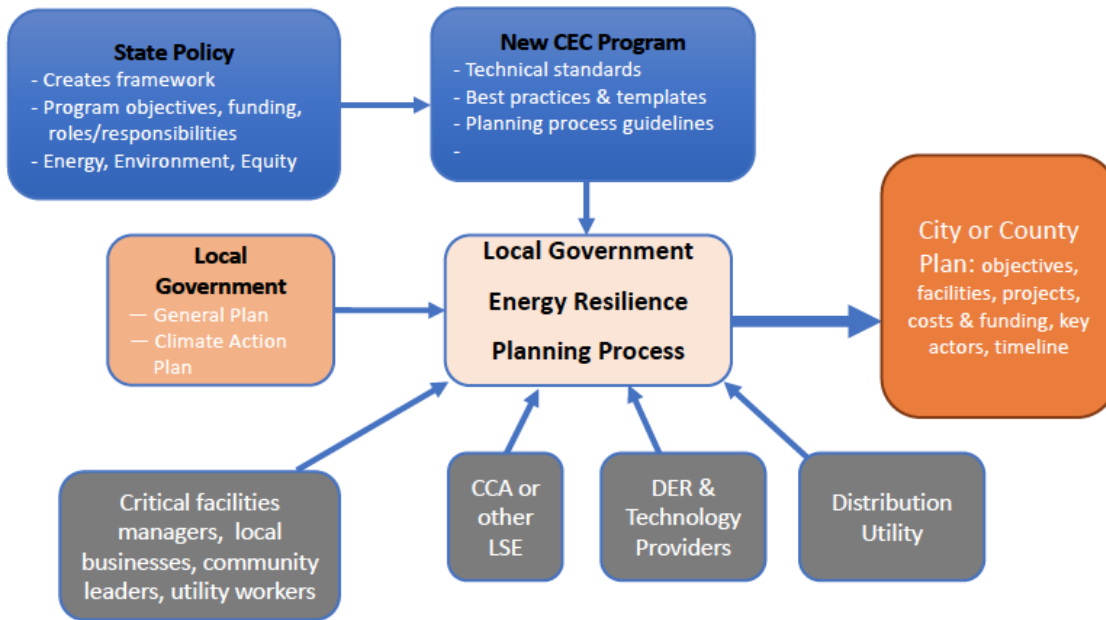 State Policy
- Creates framework
- Program objectives, funding,
roles/responsibilities
- Energy, Environment, Equity
New CEC Program
- Technical standards
- Best practices & templates
- Planning process guidelines
-
Local
Government
— General Plan
— Climate Action
Plan
Local Government
Energy Resilience
Planning Process
City or County
Plan: objectives,
facilities, projects,
costs & funding, key
actors, timeline
Critical facilities
managers, local
businesses, community
leaders, utility workers
CCA or
other
LSE
DER &
Technology
Providers
Distribution
Utility